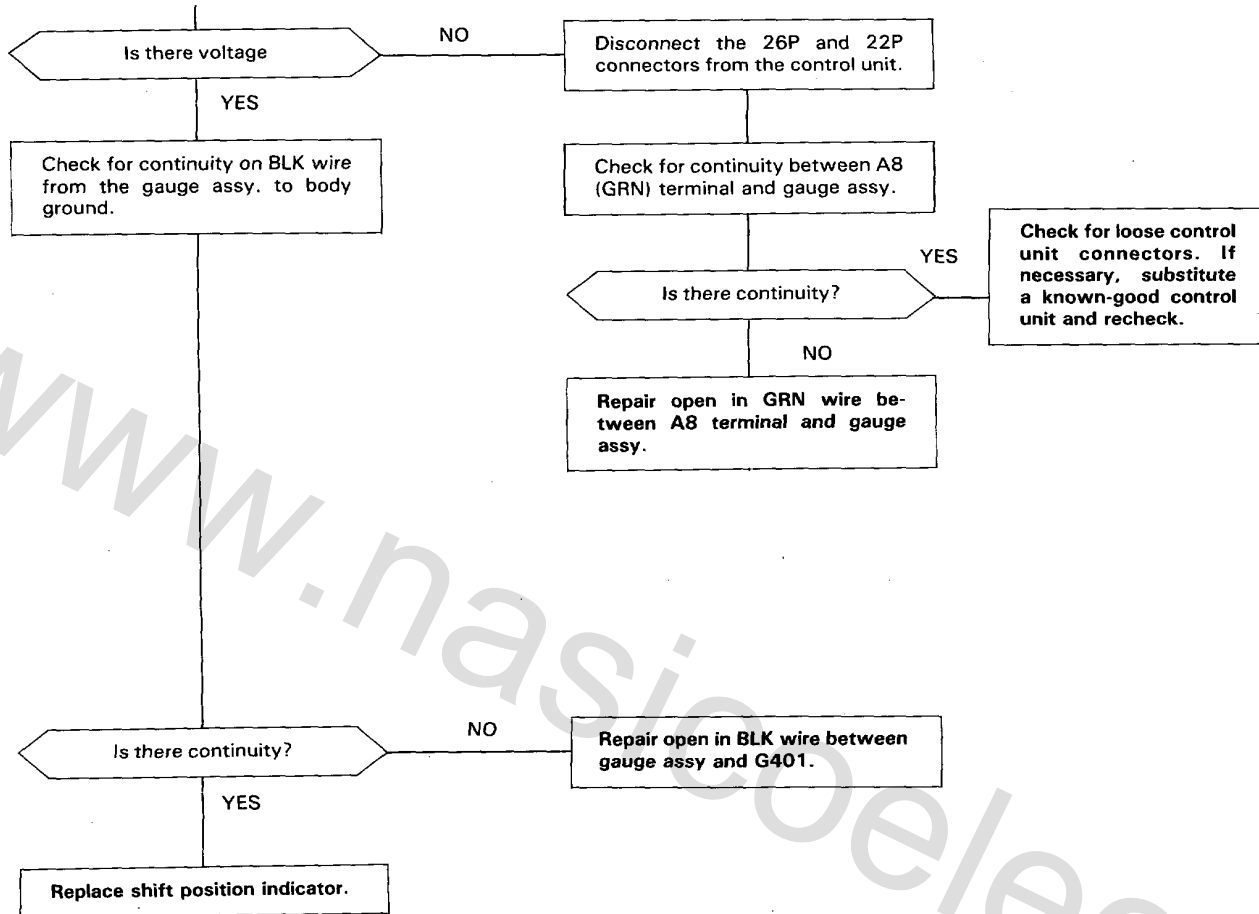 Is there voltage
NO
Disconnect the 26P and 22P
connectors from the control unit.
YES
Check for continuity on BLK wire
from the gauge assy. to body
ground.
Check for continuity between A8
(GRN) terminal and gauge assy.
Is there continuity?
YES
Check for loose control
unit connectors. If
necessary, substitute
a known-good control
unit and recheck.
NO
Repair open in GRN wire be-
tween A8 terminal and gauge
assy.
Is there continuity?
NO
Repair open in BLK wire between
gauge assy and G401.
YES
Replace shift position indicator.
www.nasicoelec